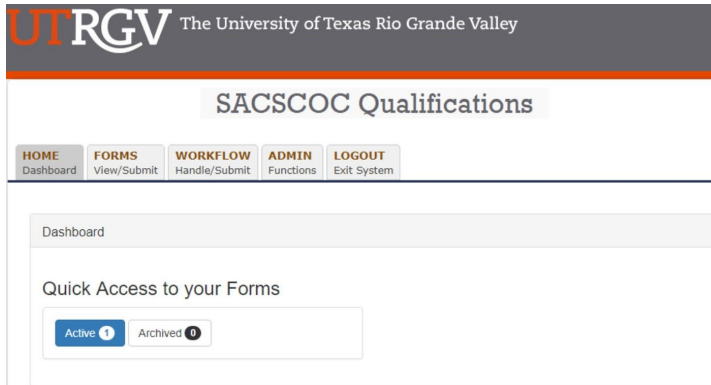 UTRGV The University of Texas Rio Grande Valley
SACSCOC Qualifications
HOME FORMS WORKFLOW ADMIN LOGOUT
Dashboard View/Submit Handle/Submit Functions Exit System
Dashboard
Quick Access to your Forms
Active 1 Archived 0